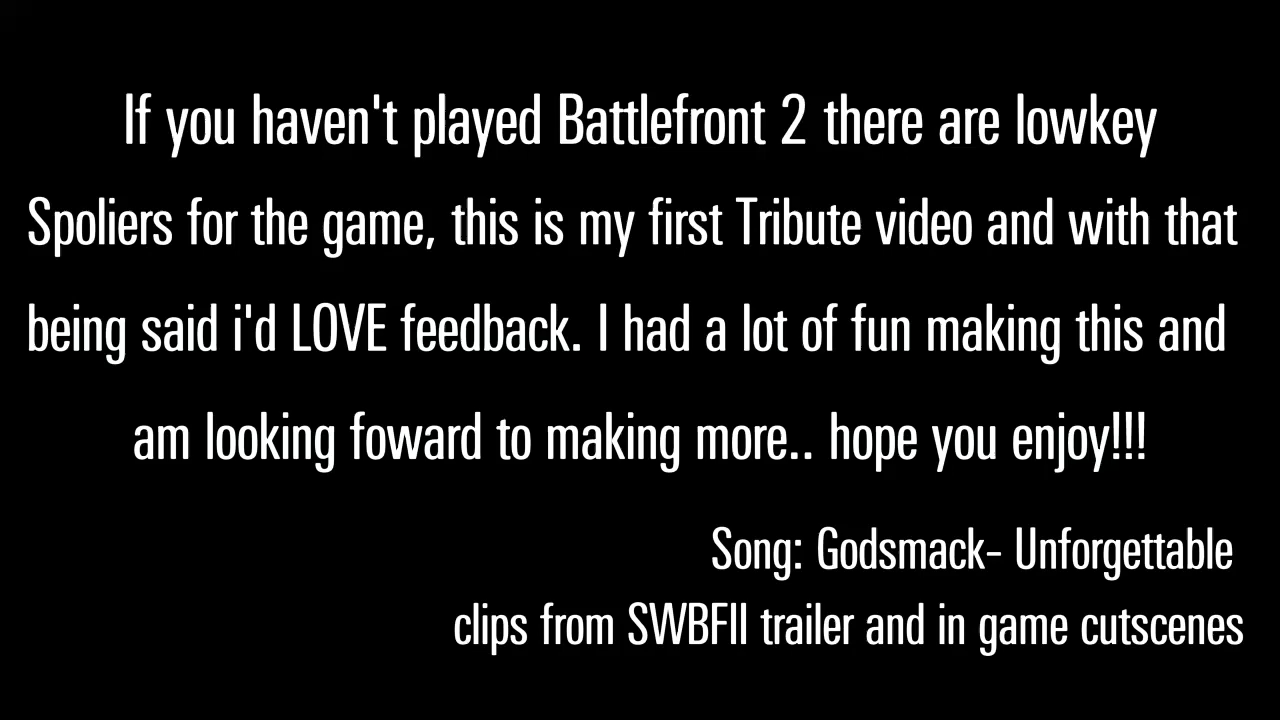 If you haven't played Battlefront 2 there are lowkey
Spoliers for the game, this is my first Tribute video and with that
being said i'd LOVE feedback. I had a lot of fun making this and
am looking foward to making more.. hope you enjoy!!!
Song: Godsmack- Unforgettable
clips from SWBFII trailer and in game cutscenes